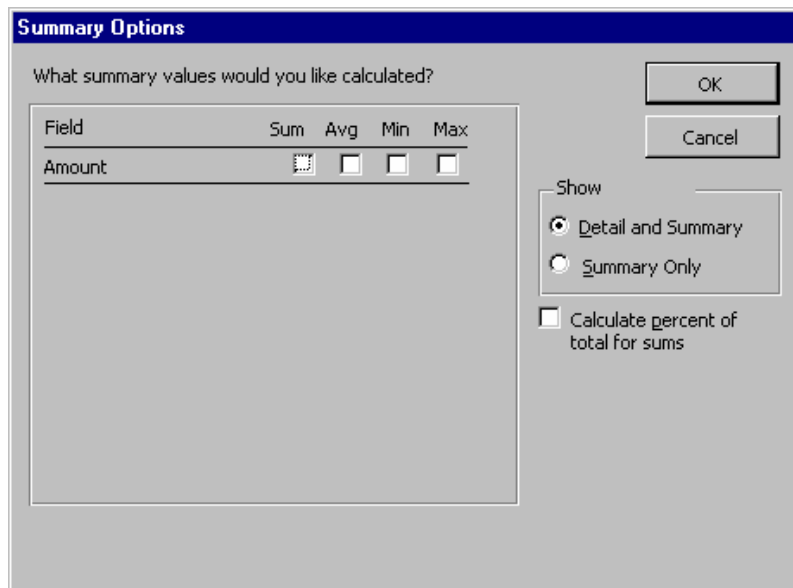 Summary Options
What summary values would you like calculated?
OK
Cancel
Field Sum Avg Min Max
Amount
Show
Detail and Summary
Summary Only
Calculate percent of
total for sums